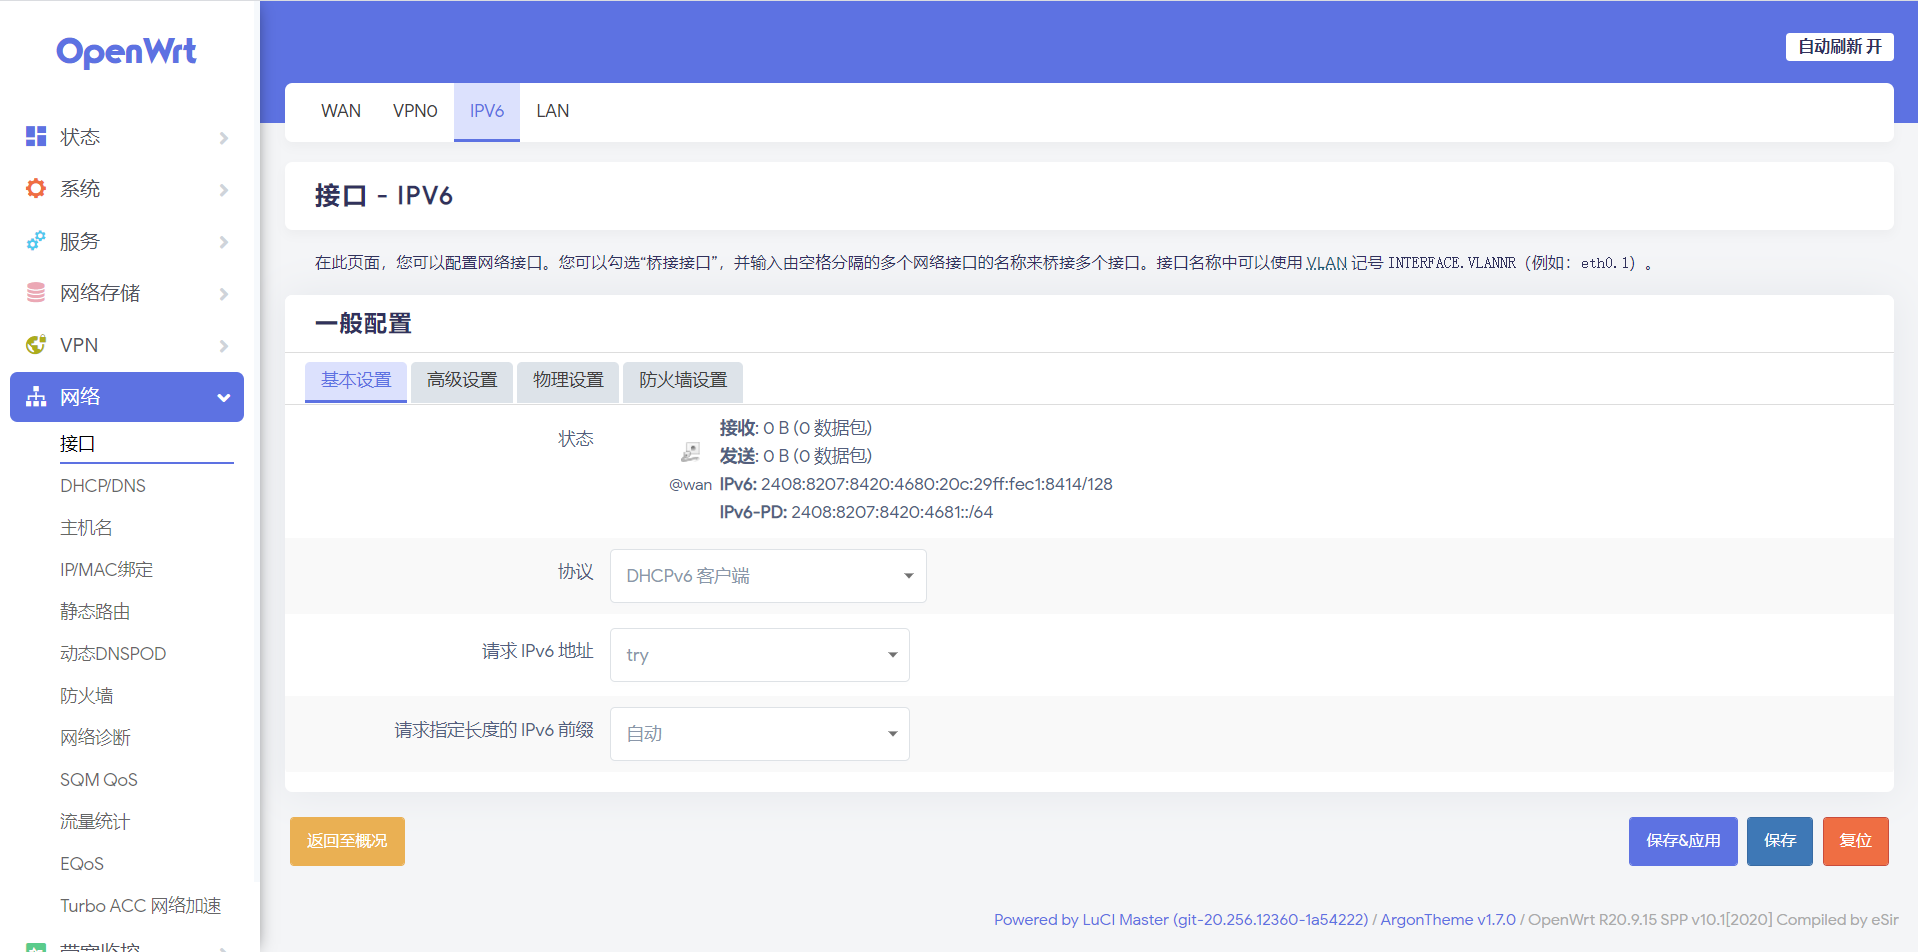 OpenWrt
状态
系统
服务
网络存储
VPN
网络
接口
DHCP/DNS
主机名
IP/MAC绑定
静态路由
动态DNSPOD
防火墙
网络诊断
SQM QoS
流量统计
EQoS
Turbo ACC 网络加速
带宽监控
自动刷新 开
WAN VPN0 IPV6 LAN
接口 - IPV6
在此页面，您可以配置网络接口。您可以勾选“桥接接口”，并输入由空格分隔的多个网络接口的名称来桥接多个接口。接口名称中可以使用 VLAN 记号 INTERFACE.VLANNR（例如：eth0.1）。
一般配置
基本设置 高级设置 物理设置 防火墙设置
状态
@wan
接收: 0 B (0 数据包)
发送: 0 B (0 数据包)
IPv6: 2408:8207:8420:4680:20c:29ff:fec1:8414/128
IPv6-PD: 2408:8207:8420:4681::/64
协议 DHCPv6 客户端
请求 IPv6 地址 try
请求指定长度的 IPv6 前缀 自动
返回至概况 保存&应用 保存 复位
Powered by LuCI Master (git-20.256.12360-1a54222) / ArgonTheme v1.7.0 / OpenWrt R20.9.15 SPP v10.1[2020] Compiled by eSir